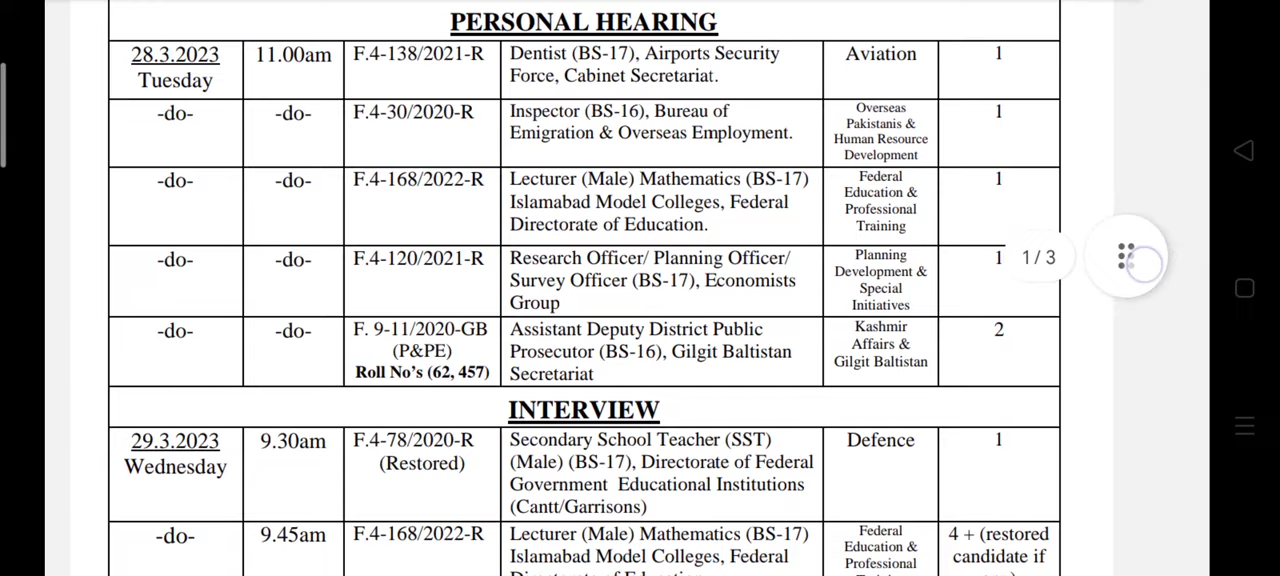 PERSONAL HEARING
28.3.2023 11.00am F.4-138/2021-R Dentist (BS-17), Airports Security Aviation 1
Tuesday Force, Cabinet Secretariat.
-do- -do- F.4-30/2020-R Inspector (BS-16), Bureau of Overseas 1
Emigration & Overseas Employment. Pakistanis &
Human Resource
Development
-do- -do- F.4-168/2022-R Lecturer (Male) Mathematics (BS-17) Federal 1
Islamabad Model Colleges, Federal Education &
Directorate of Education. Professional
Training
-do- -do- F.4-120/2021-R Research Officer/ Planning Officer/ Planning 1 1 / 3
Survey Officer (BS-17), Economists Development &
Group Special
Initiatives
-do- -do- F. 9-11/2020-GB Assistant Deputy District Public Kashmir 2
(P&PE) Prosecutor (BS-16), Gilgit Baltistan Affairs &
Roll No's (62, 457) Secretariat Gilgit Baltistan
INTERVIEW
29.3.2023 9.30am F.4-78/2020-R Secondary School Teacher (SST) Defence 1
Wednesday (Restored) (Male) (BS-17), Directorate of Federal
Government Educational Institutions
(Cantt/Garrisons)
-do- 9.45am F.4-168/2022-R Lecturer (Male) Mathematics (BS-17) Federal 4 + (restored
Islamabad Model Colleges, Federal Education & candidate if
Professional